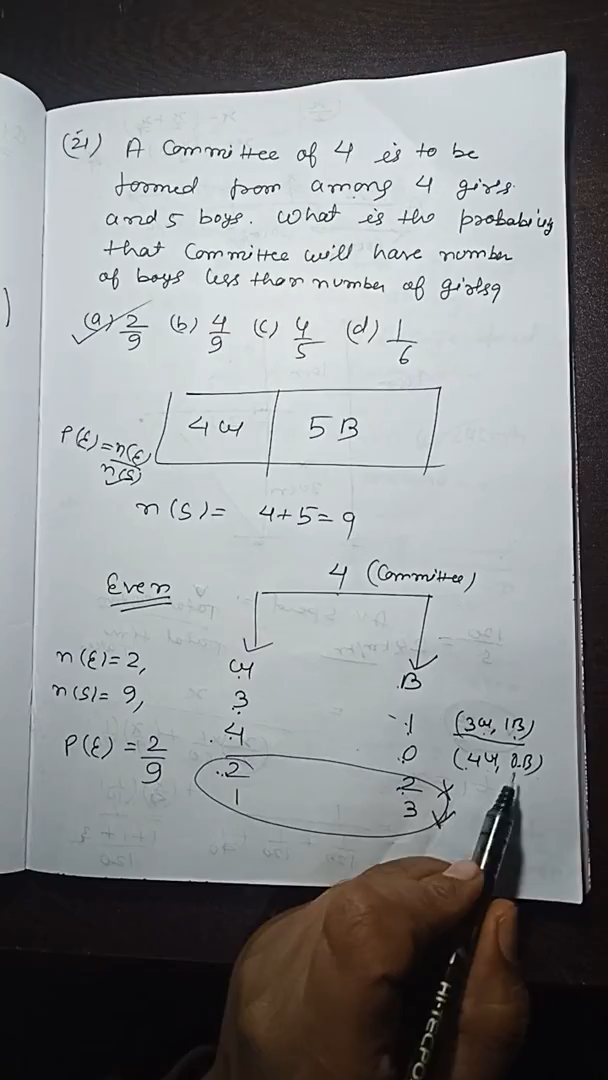 (21) A Committee of 4 is to be
formed from among 4 girls
and 5 boys. What is the probability
that Committee will have number
of boys less than number of girls?
(a) 2/9 (b) 4/9 (c) 4/5 (d) 1/6
4G 5B
P(E)=n(E)/n(S)
n(S)= 4+5=9
4 (Committee)
Even
n(E)=2, G B
n(S)=9, 3 1 (3G, 1B)
4 0 (4G, 0B)
P(E)=2/9 2 2
1 3
HI-TECPO